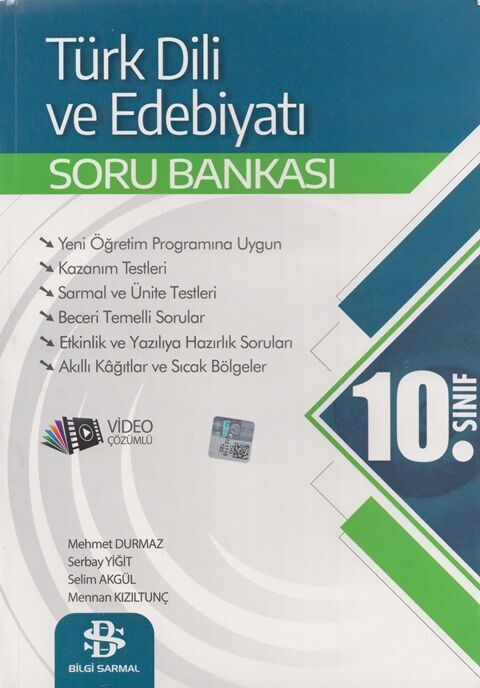 Türk Dili
ve Edebiyatı
SORU BANKASI
Yeni Öğretim Programına Uygun
Kazanım Testleri
Sarmal ve Ünite Testleri
Beceri Temelli Sorular
Etkinlik ve Yazılıya Hazırlık Soruları
Akıllı Kâğıtlar ve Sıcak Bölgeler
10. SINIF
VİDEO
ÇÖZÜMLÜ
Mehmet DURMAZ
Serbay YİĞİT
Selim AKGÜL
Mennan KIZILTUNÇ
BS
BİLGİ SARMAL